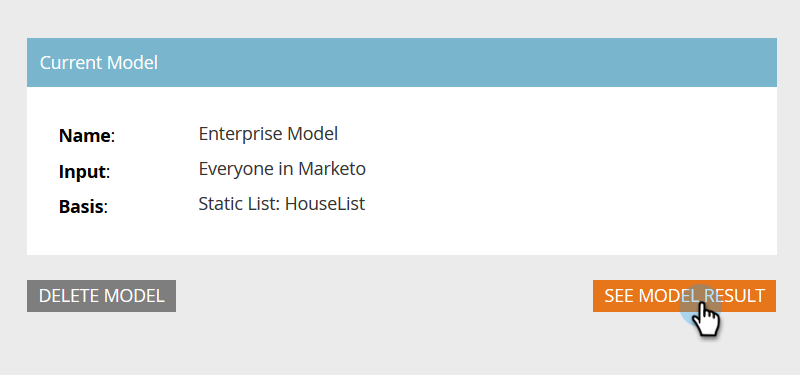 Current Model
Name: Enterprise Model
Input: Everyone in Marketo
Basis: Static List: HouseList
DELETE MODEL SEE MODEL RESULT